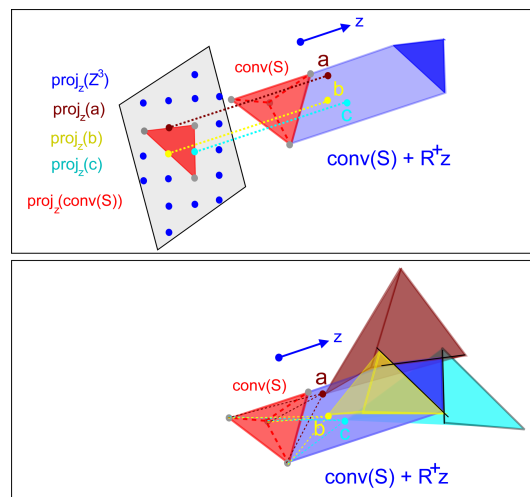 z
a
conv(S)
proj_z(Z^3)
proj_z(a)
b
proj_z(b)
c
proj_z(c)
conv(S) + R^+z
proj_z(conv(S))
z
a
conv(S)
b
c
conv(S) + R^+z